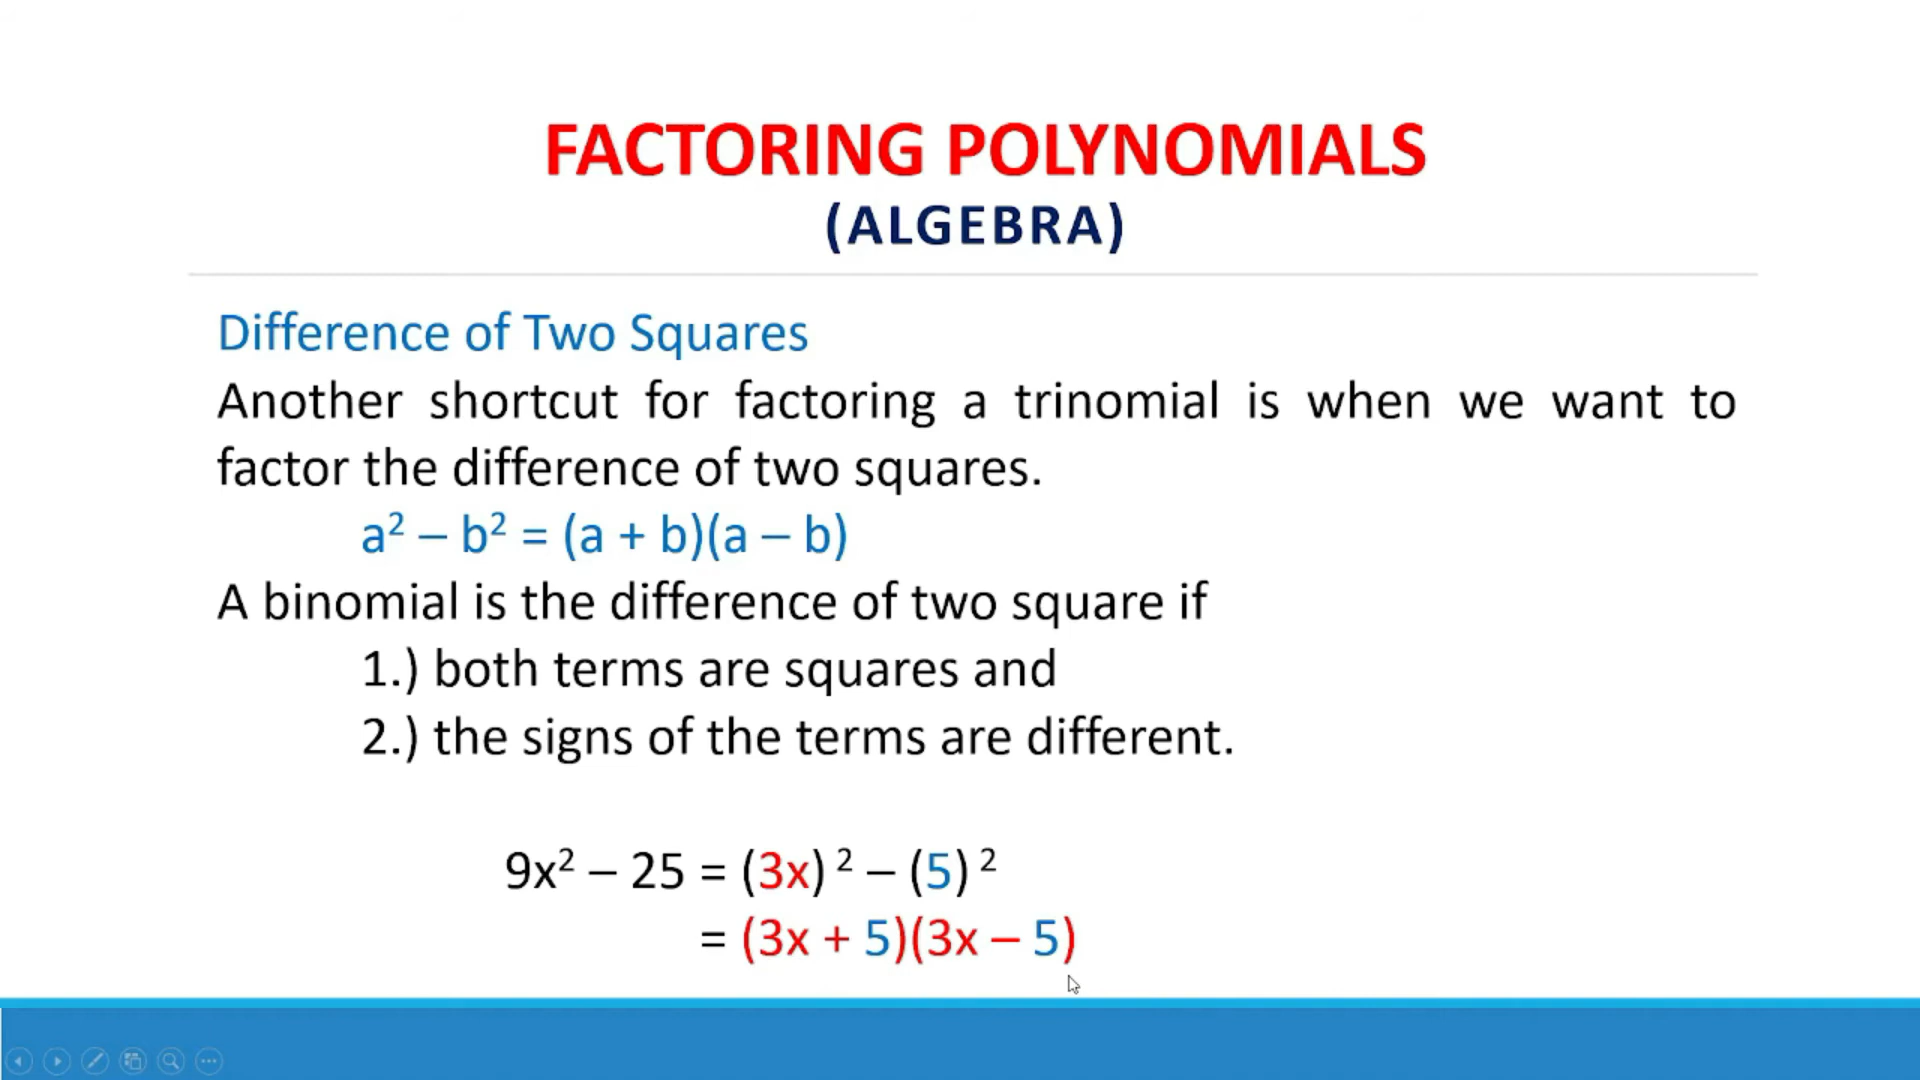 FACTORING POLYNOMIALS
(ALGEBRA)
Difference of Two Squares
Another shortcut for factoring a trinomial is when we want to
factor the difference of two squares.
a² – b² = (a + b)(a – b)
A binomial is the difference of two square if
1.) both terms are squares and
2.) the signs of the terms are different.
9x² – 25 = (3x) ² – (5) ²
= (3x + 5)(3x – 5)